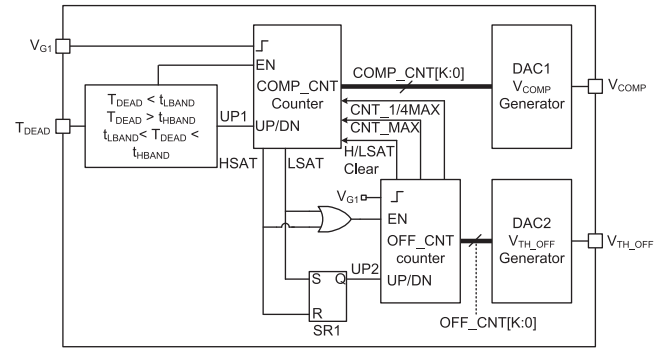 V_G1
T_DEAD
T_DEAD < t_LBAND
T_DEAD > t_HBAND
t_LBAND< T_DEAD <
t_HBAND
UP1
EN
COMP_CNT
Counter
UP/DN
HSAT
LSAT
COMP_CNT[K:0]
CNT_1/4MAX
CNT_MAX
H/LSAT
Clear
DAC1
V_COMP
Generator
V_COMP
V_G1
EN
OFF_CNT
counter
UP/DN
UP2
S
Q
R
SR1
DAC2
V_TH_OFF
Generator
V_TH_OFF
OFF_CNT[K:0]